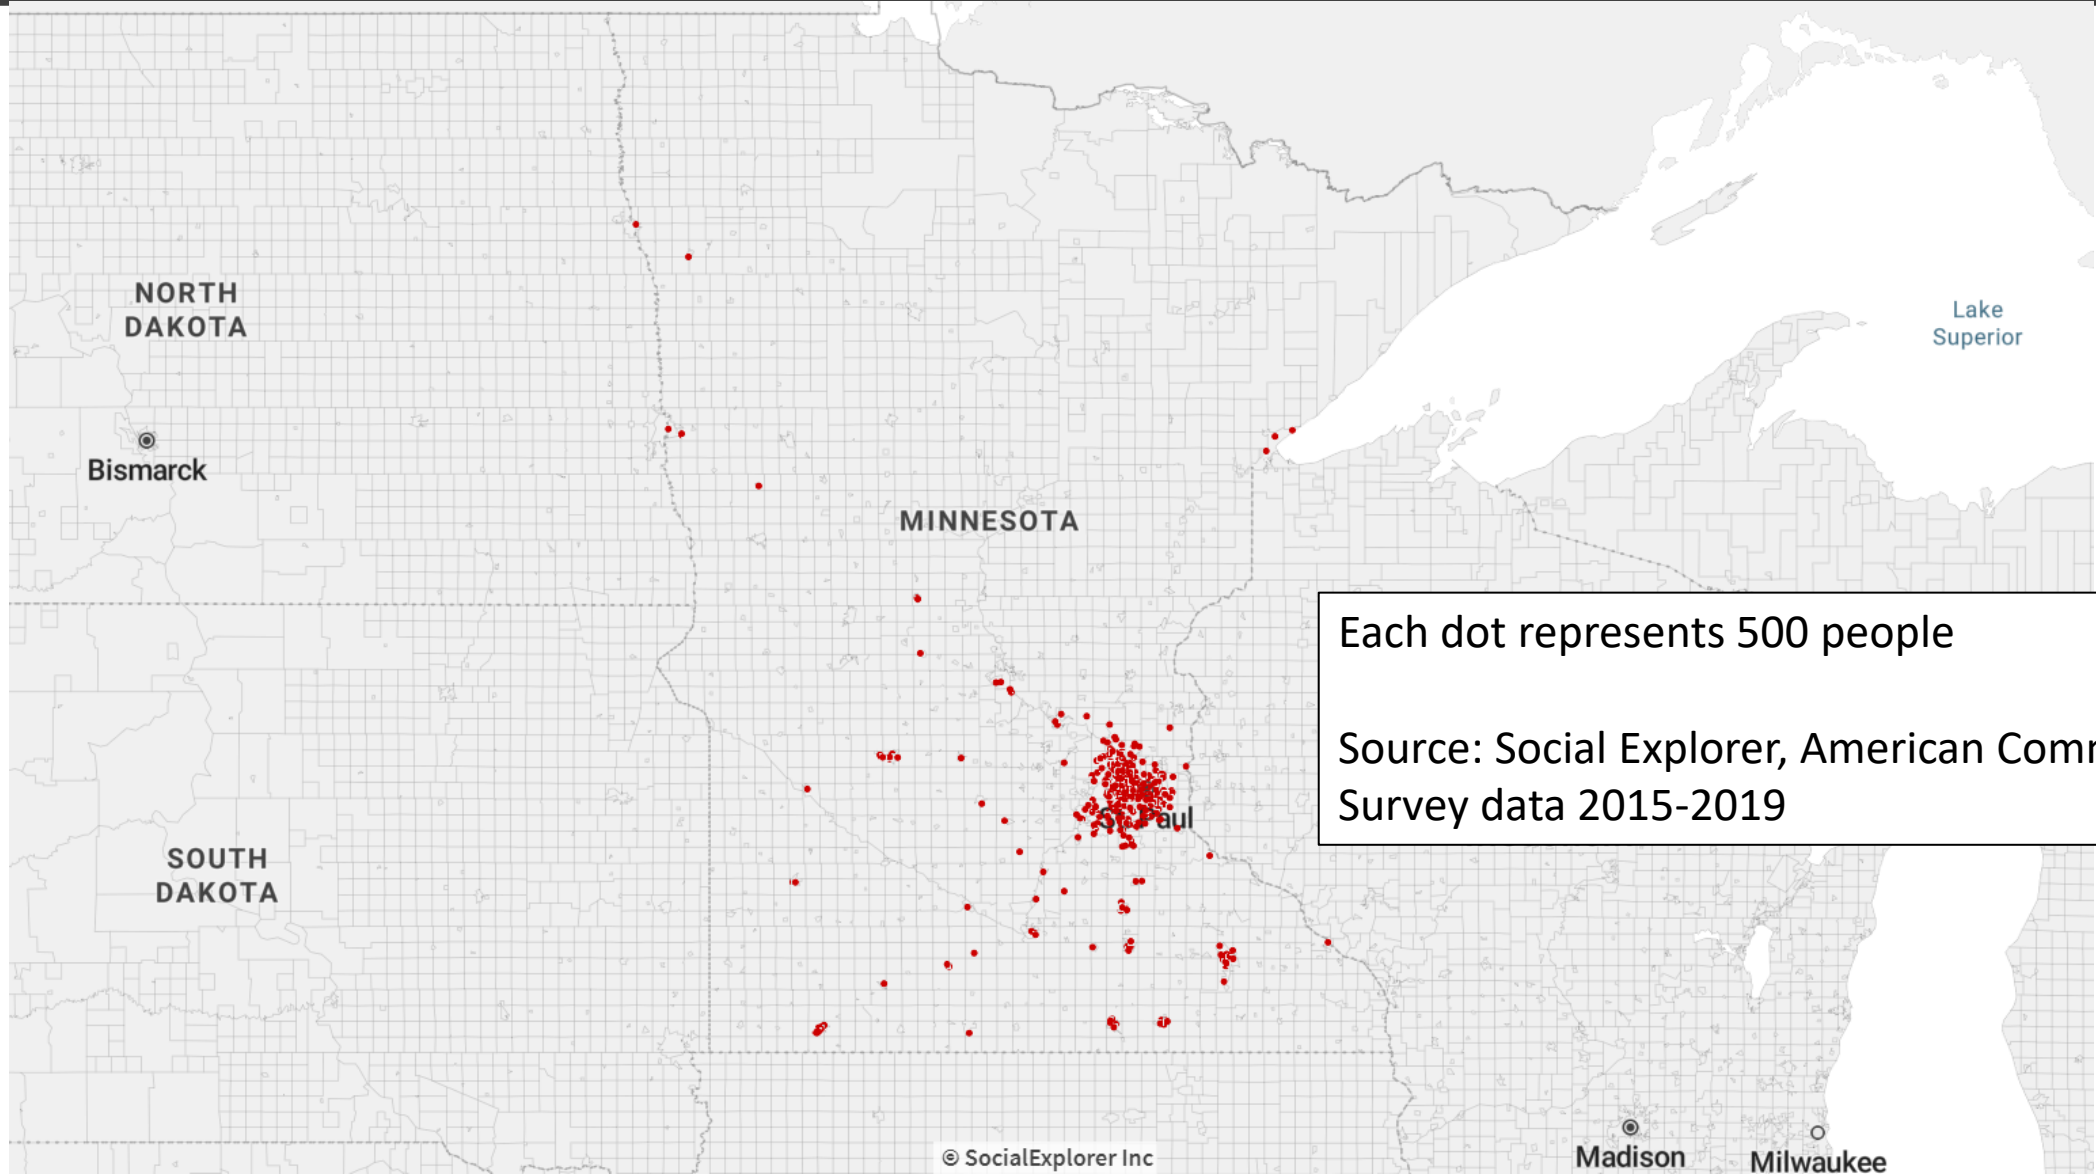 NORTH
DAKOTA
Lake
Superior
Bismarck
MINNESOTA
Each dot represents 500 people
Source: Social Explorer, American
Survey data 2015-2019
SOUTH
DAKOTA
© SocialExplorer Inc
Madison
Milwaukee